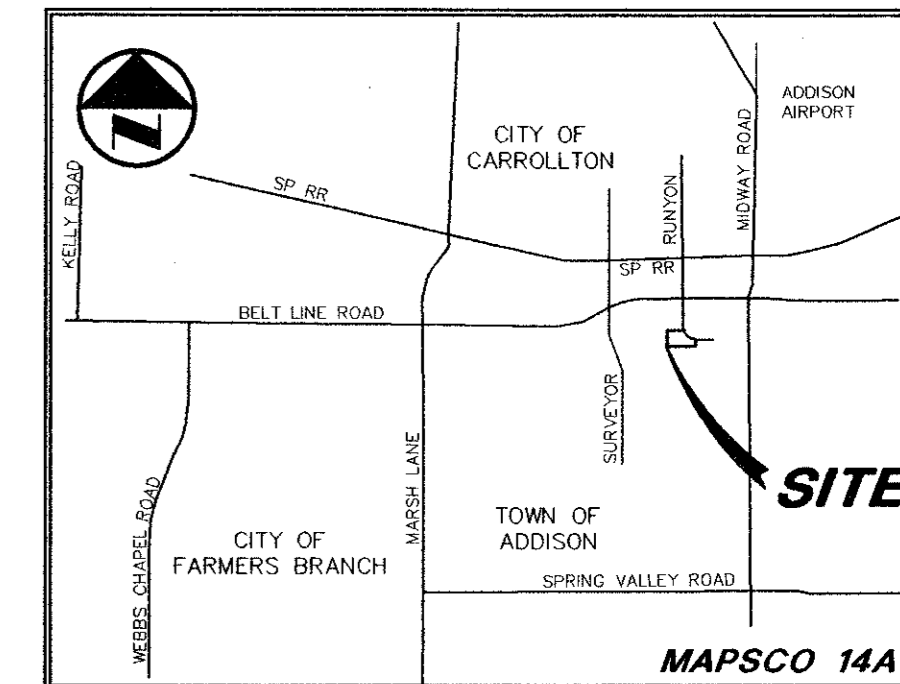 ADDISON
AIRPORT
CITY OF
CARROLLTON
KELLY ROAD
SP RR
RUNYON
MIDWAY ROAD
SP RR
BELT LINE ROAD
SURVEYOR
MARSH LANE
SITE
WEBBS CHAPEL ROAD
CITY OF
FARMERS BRANCH
TOWN OF
ADDISON
SPRING VALLEY ROAD
MAPSCO 14A